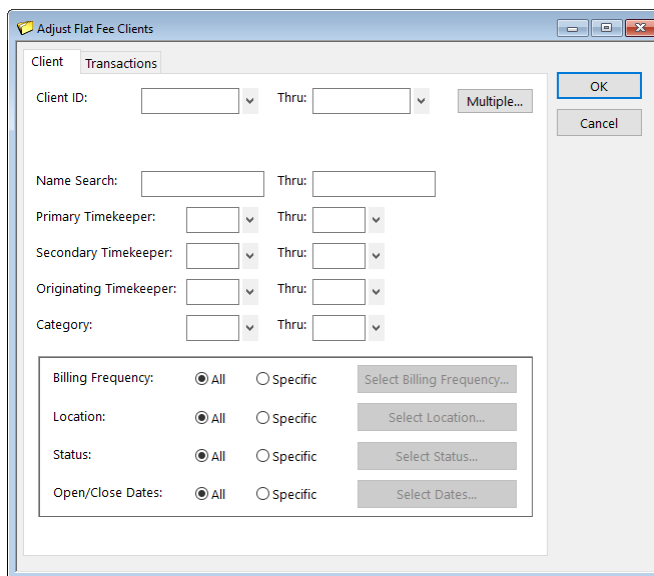 Adjust Flat Fee Clients
Client Transactions
Client ID: Thru: Multiple...
OK
Cancel
Name Search: Thru:
Primary Timekeeper: Thru:
Secondary Timekeeper: Thru:
Originating Timekeeper: Thru:
Category: Thru:
Billing Frequency: All Specific Select Billing Frequency...
Location: All Specific Select Location...
Status: All Specific Select Status...
Open/Close Dates: All Specific Select Dates...